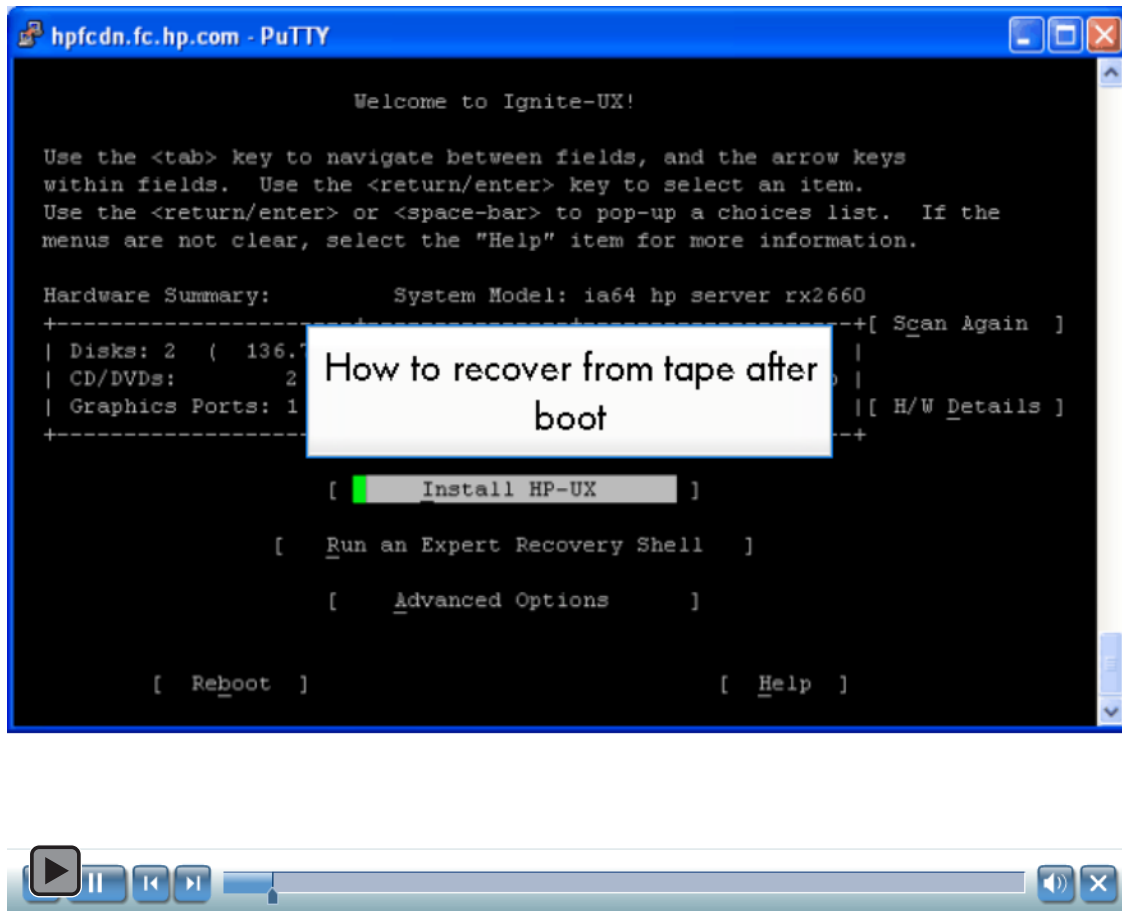 hpfcdn.fc.hp.com - PuTTY
Welcome to Ignite-UX!
Use the <tab> key to navigate between fields, and the arrow keys
within fields.  Use the <return/enter> key to select an item.
Use the <return/enter> or <space-bar> to pop-up a choices list.  If the
menus are not clear, select the "Help" item for more information.
Hardware Summary:          System Model: ia64 hp server rx2660
[ Scan Again  ]
| Disks: 2  (  136.
| CD/DVDs:        2
| Graphics Ports: 1
[ H/W Details ]
How to recover from tape after
boot
[      Install HP-UX      ]
[   Run an Expert Recovery Shell   ]
[     Advanced Options      ]
[  Reboot  ]
[  Help  ]